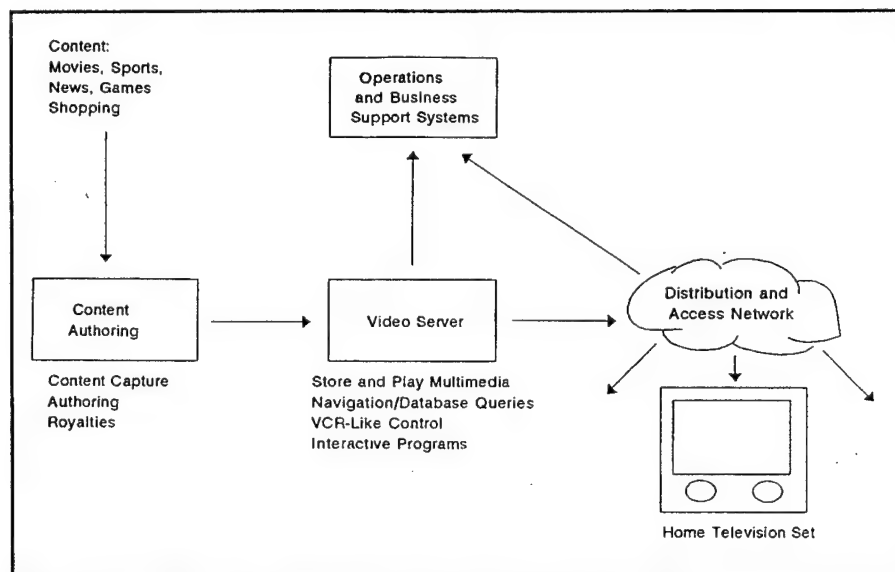 Content:
Movies, Sports,
News, Games
Shopping
Operations
and Business
Support Systems
Content
Authoring
Video Server
Distribution and
Access Network
Content Capture
Authoring
Royalties
Store and Play Multimedia
Navigation/Database Queries
VCR-Like Control
Interactive Programs
Home Television Set